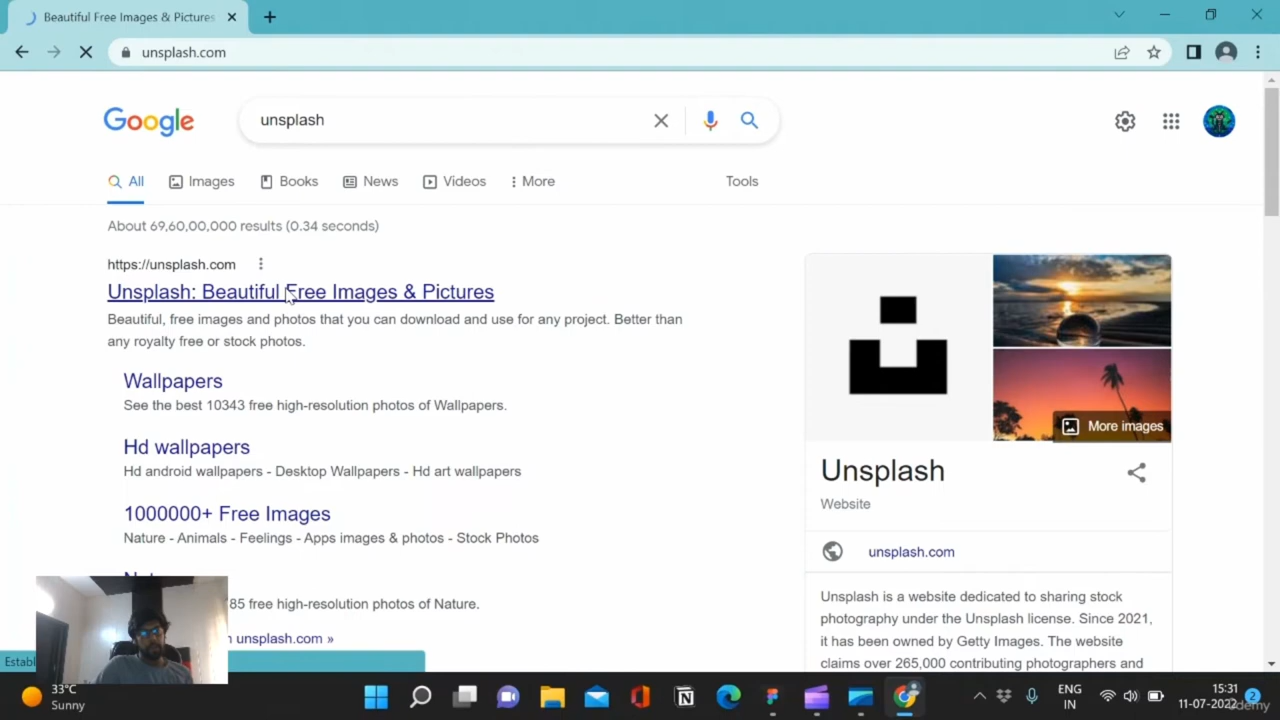 Beautiful Free Images & Pictures
unsplash.com
Google
unsplash
All
Images
Books
News
Videos
More
Tools
About 69,60,00,000 results (0.34 seconds)
https://unsplash.com
Unsplash: Beautiful Free Images & Pictures
Beautiful, free images and photos that you can download and use for any project. Better than
any royalty free or stock photos.
Wallpapers
See the best 10343 free high-resolution photos of Wallpapers.
Hd wallpapers
Hd android wallpapers - Desktop Wallpapers - Hd art wallpapers
1000000+ Free Images
Nature - Animals - Feelings - Apps images & photos - Stock Photos
85 free high-resolution photos of Nature.
unsplash.com »
More images
Unsplash
Website
unsplash.com
Unsplash is a website dedicated to sharing stock
photography under the Unsplash license. Since 2021,
it has been owned by Getty Images. The website
claims over 265,000 contributing photographers and
Establ
33°C
Sunny
ENG
IN
15:31
11-07-2022
2
Udemy